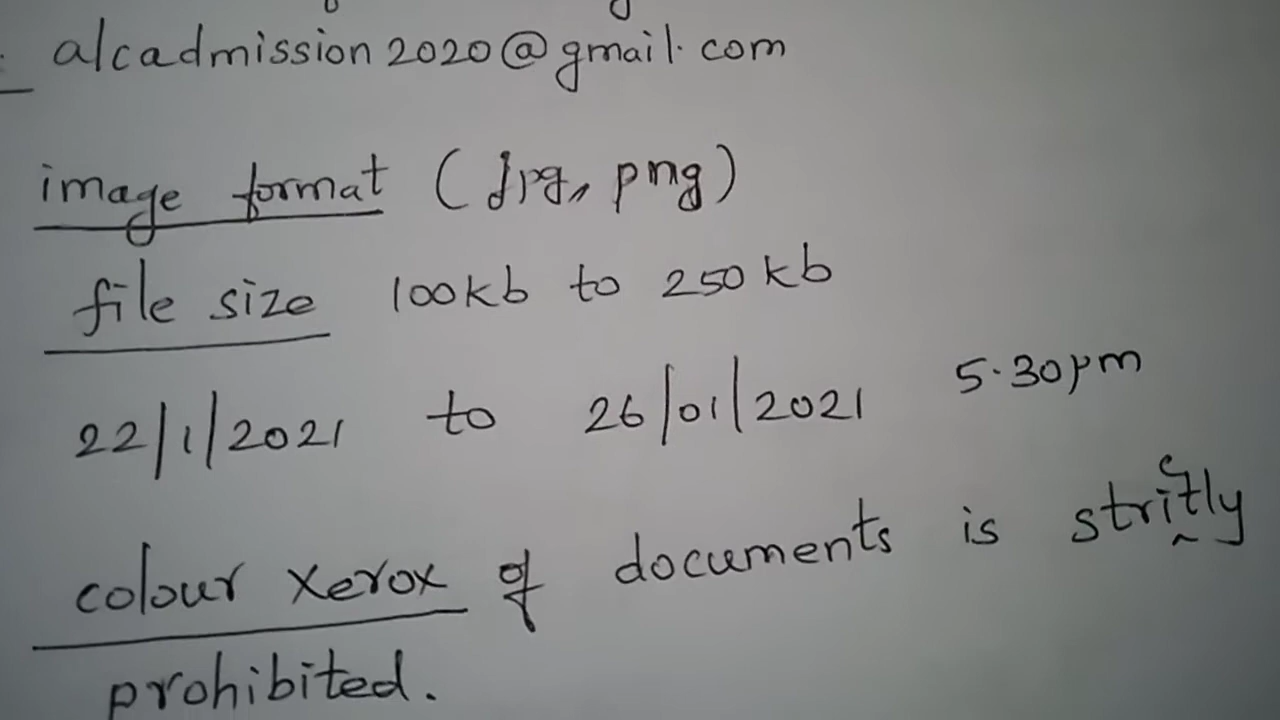 alcadmission2020@gmail.com
image format (jpg, png)
file size 100kb to 250kb
22/1/2021 to 26/01/2021 5.30pm
colour xerox of documents is strictly
prohibited.